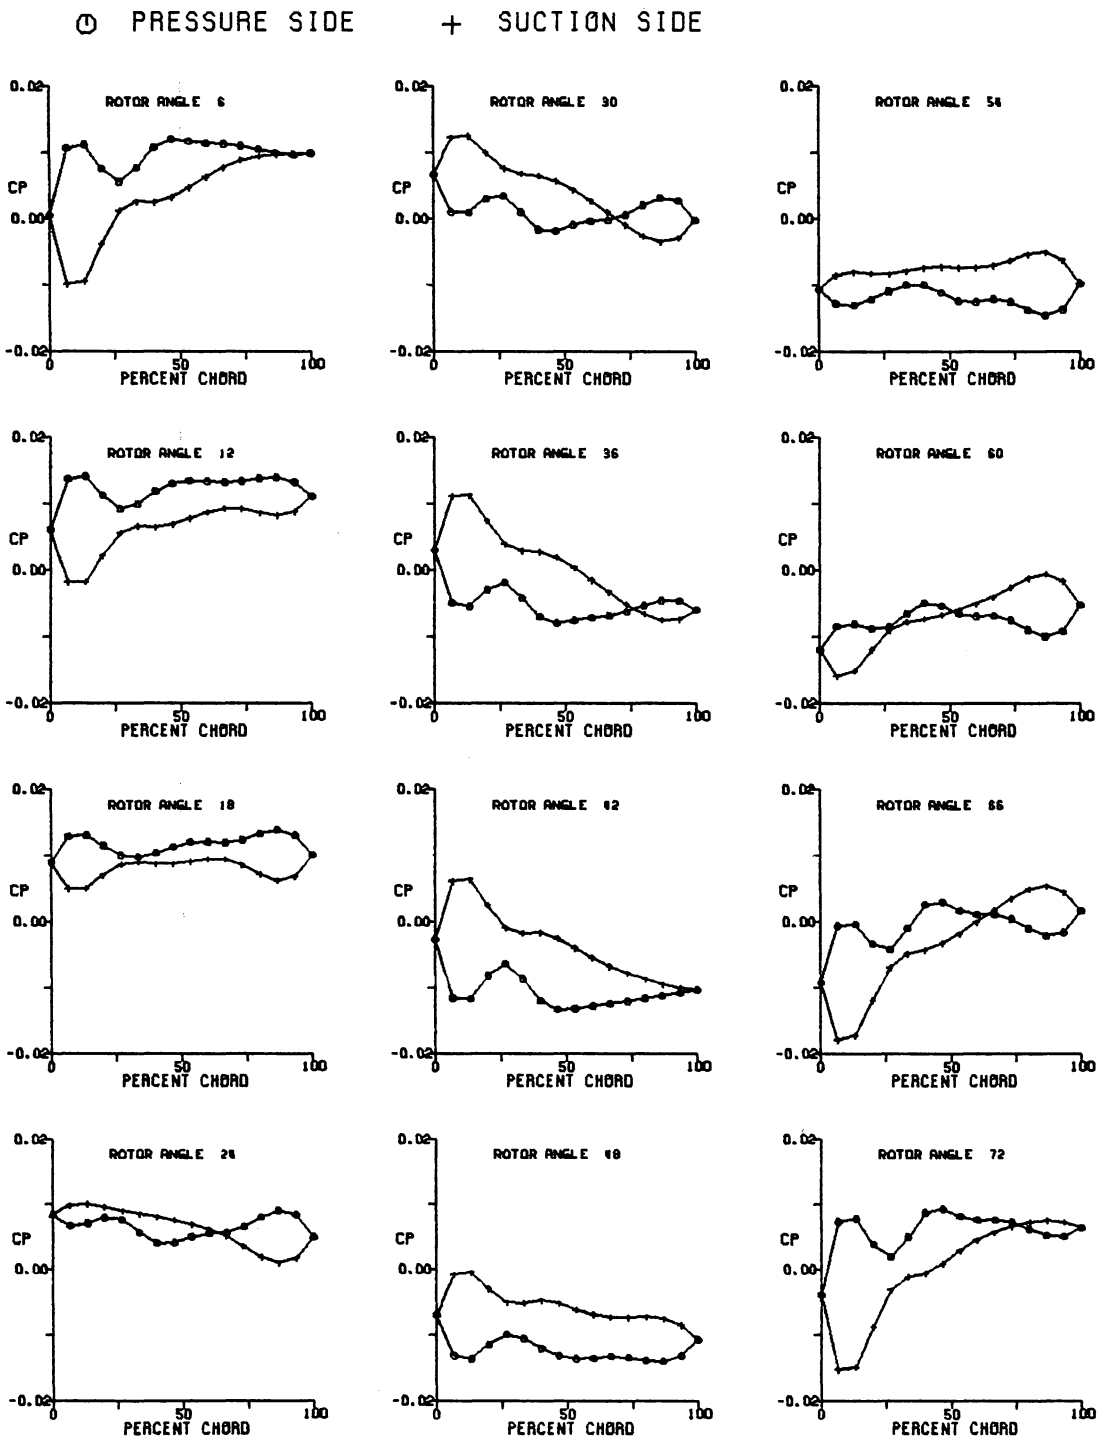 PRESSURE SIDE + SUCTION SIDE
0.02
ROTOR ANGLE 6
CP
0.00
-0.02
0 50 100
PERCENT CHORD
0.02
ROTOR ANGLE 30
CP
0.00
-0.02
0 50 100
PERCENT CHORD
0.02
ROTOR ANGLE 54
CP
0.00
-0.02
0 50 100
PERCENT CHORD
0.02
ROTOR ANGLE 12
CP
0.00
-0.02
0 50 100
PERCENT CHORD
0.02
ROTOR ANGLE 36
CP
0.00
-0.02
0 50 100
PERCENT CHORD
0.02
ROTOR ANGLE 60
CP
0.00
-0.02
0 50 100
PERCENT CHORD
0.02
ROTOR ANGLE 18
CP
0.00
-0.02
0 50 100
PERCENT CHORD
0.02
ROTOR ANGLE 42
CP
0.00
-0.02
0 50 100
PERCENT CHORD
0.02
ROTOR ANGLE 66
CP
0.00
-0.02
0 50 100
PERCENT CHORD
0.02
ROTOR ANGLE 24
CP
0.00
-0.02
0 50 100
PERCENT CHORD
0.02
ROTOR ANGLE 48
CP
0.00
-0.02
0 50 100
PERCENT CHORD
0.02
ROTOR ANGLE 72
CP
0.00
-0.02
0 50 100
PERCENT CHORD